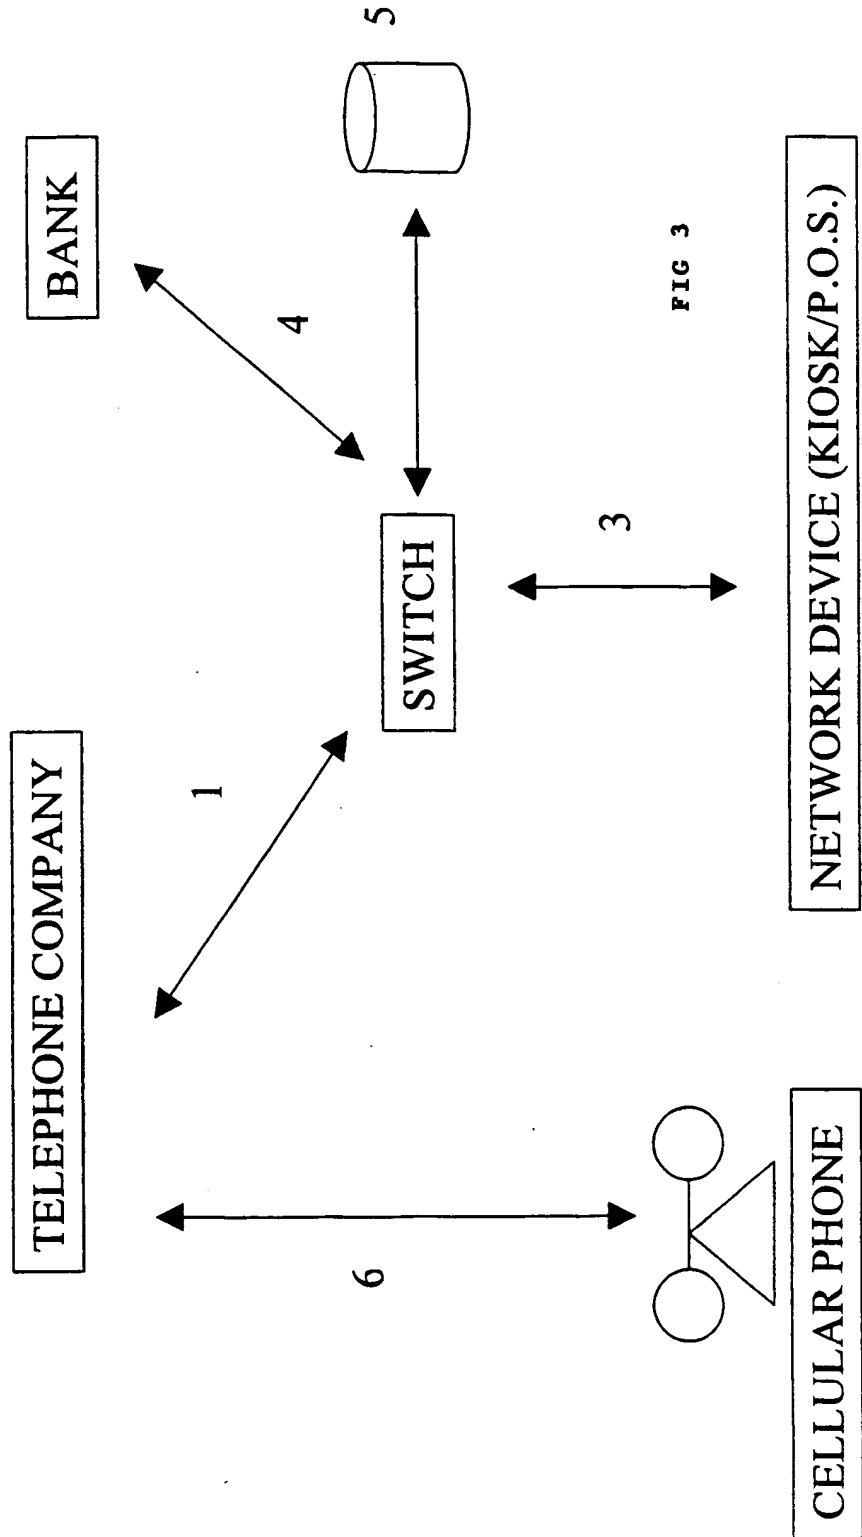 TELEPHONE COMPANY
BANK
1
4
5
6
SWITCH
3
FIG 3
CELLULAR PHONE
NETWORK DEVICE (KIOSK/P.O.S.)